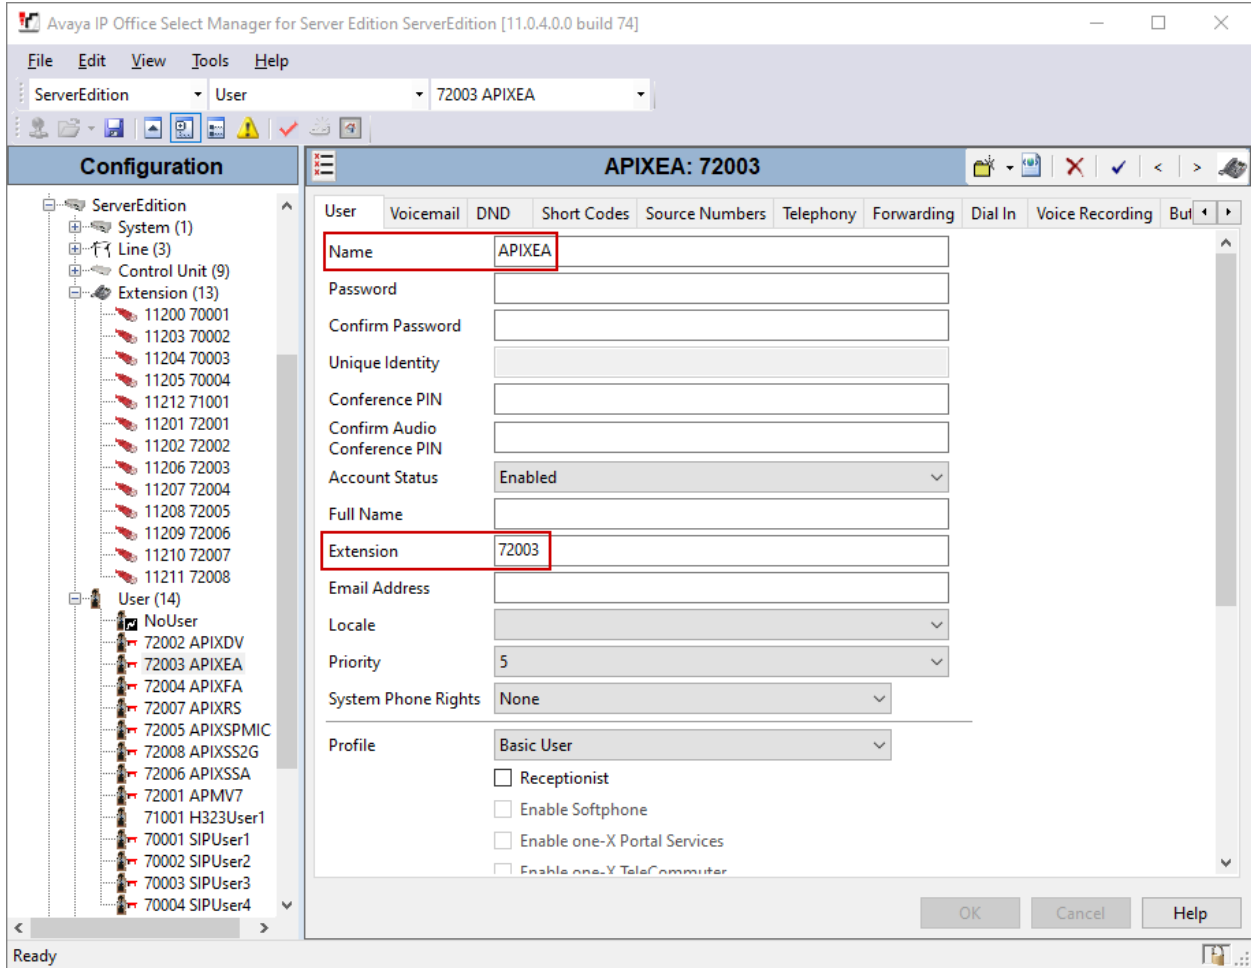 Avaya IP Office Select Manager for Server Edition ServerEdition [11.0.4.0.0 build 74]
File Edit View Tools Help
ServerEdition User 72003 APIXEA
Configuration
ServerEdition
System (1)
Line (3)
Control Unit (9)
Extension (13)
11200 70001
11203 70002
11204 70003
11205 70004
11212 71001
11201 72001
11202 72002
11206 72003
11207 72004
11208 72005
11209 72006
11210 72007
11211 72008
User (14)
NoUser
72002 APIXDV
72003 APIXEA
72004 APIXFA
72007 APIXRS
72005 APIXSPMIC
72008 APIXSS2G
72006 APIXSSA
72001 APMV7
71001 H323User1
70001 SIPUser1
70002 SIPUser2
70003 SIPUser3
70004 SIPUser4
APIXEA: 72003
User Voicemail DND Short Codes Source Numbers Telephony Forwarding Dial In Voice Recording But
Name APIXEA
Password
Confirm Password
Unique Identity
Conference PIN
Confirm Audio
Conference PIN
Account Status Enabled
Full Name
Extension 72003
Email Address
Locale
Priority 5
System Phone Rights None
Profile Basic User
Receptionist
Enable Softphone
Enable one-X Portal Services
Enable one-X TeleCommuter
OK Cancel Help
Ready